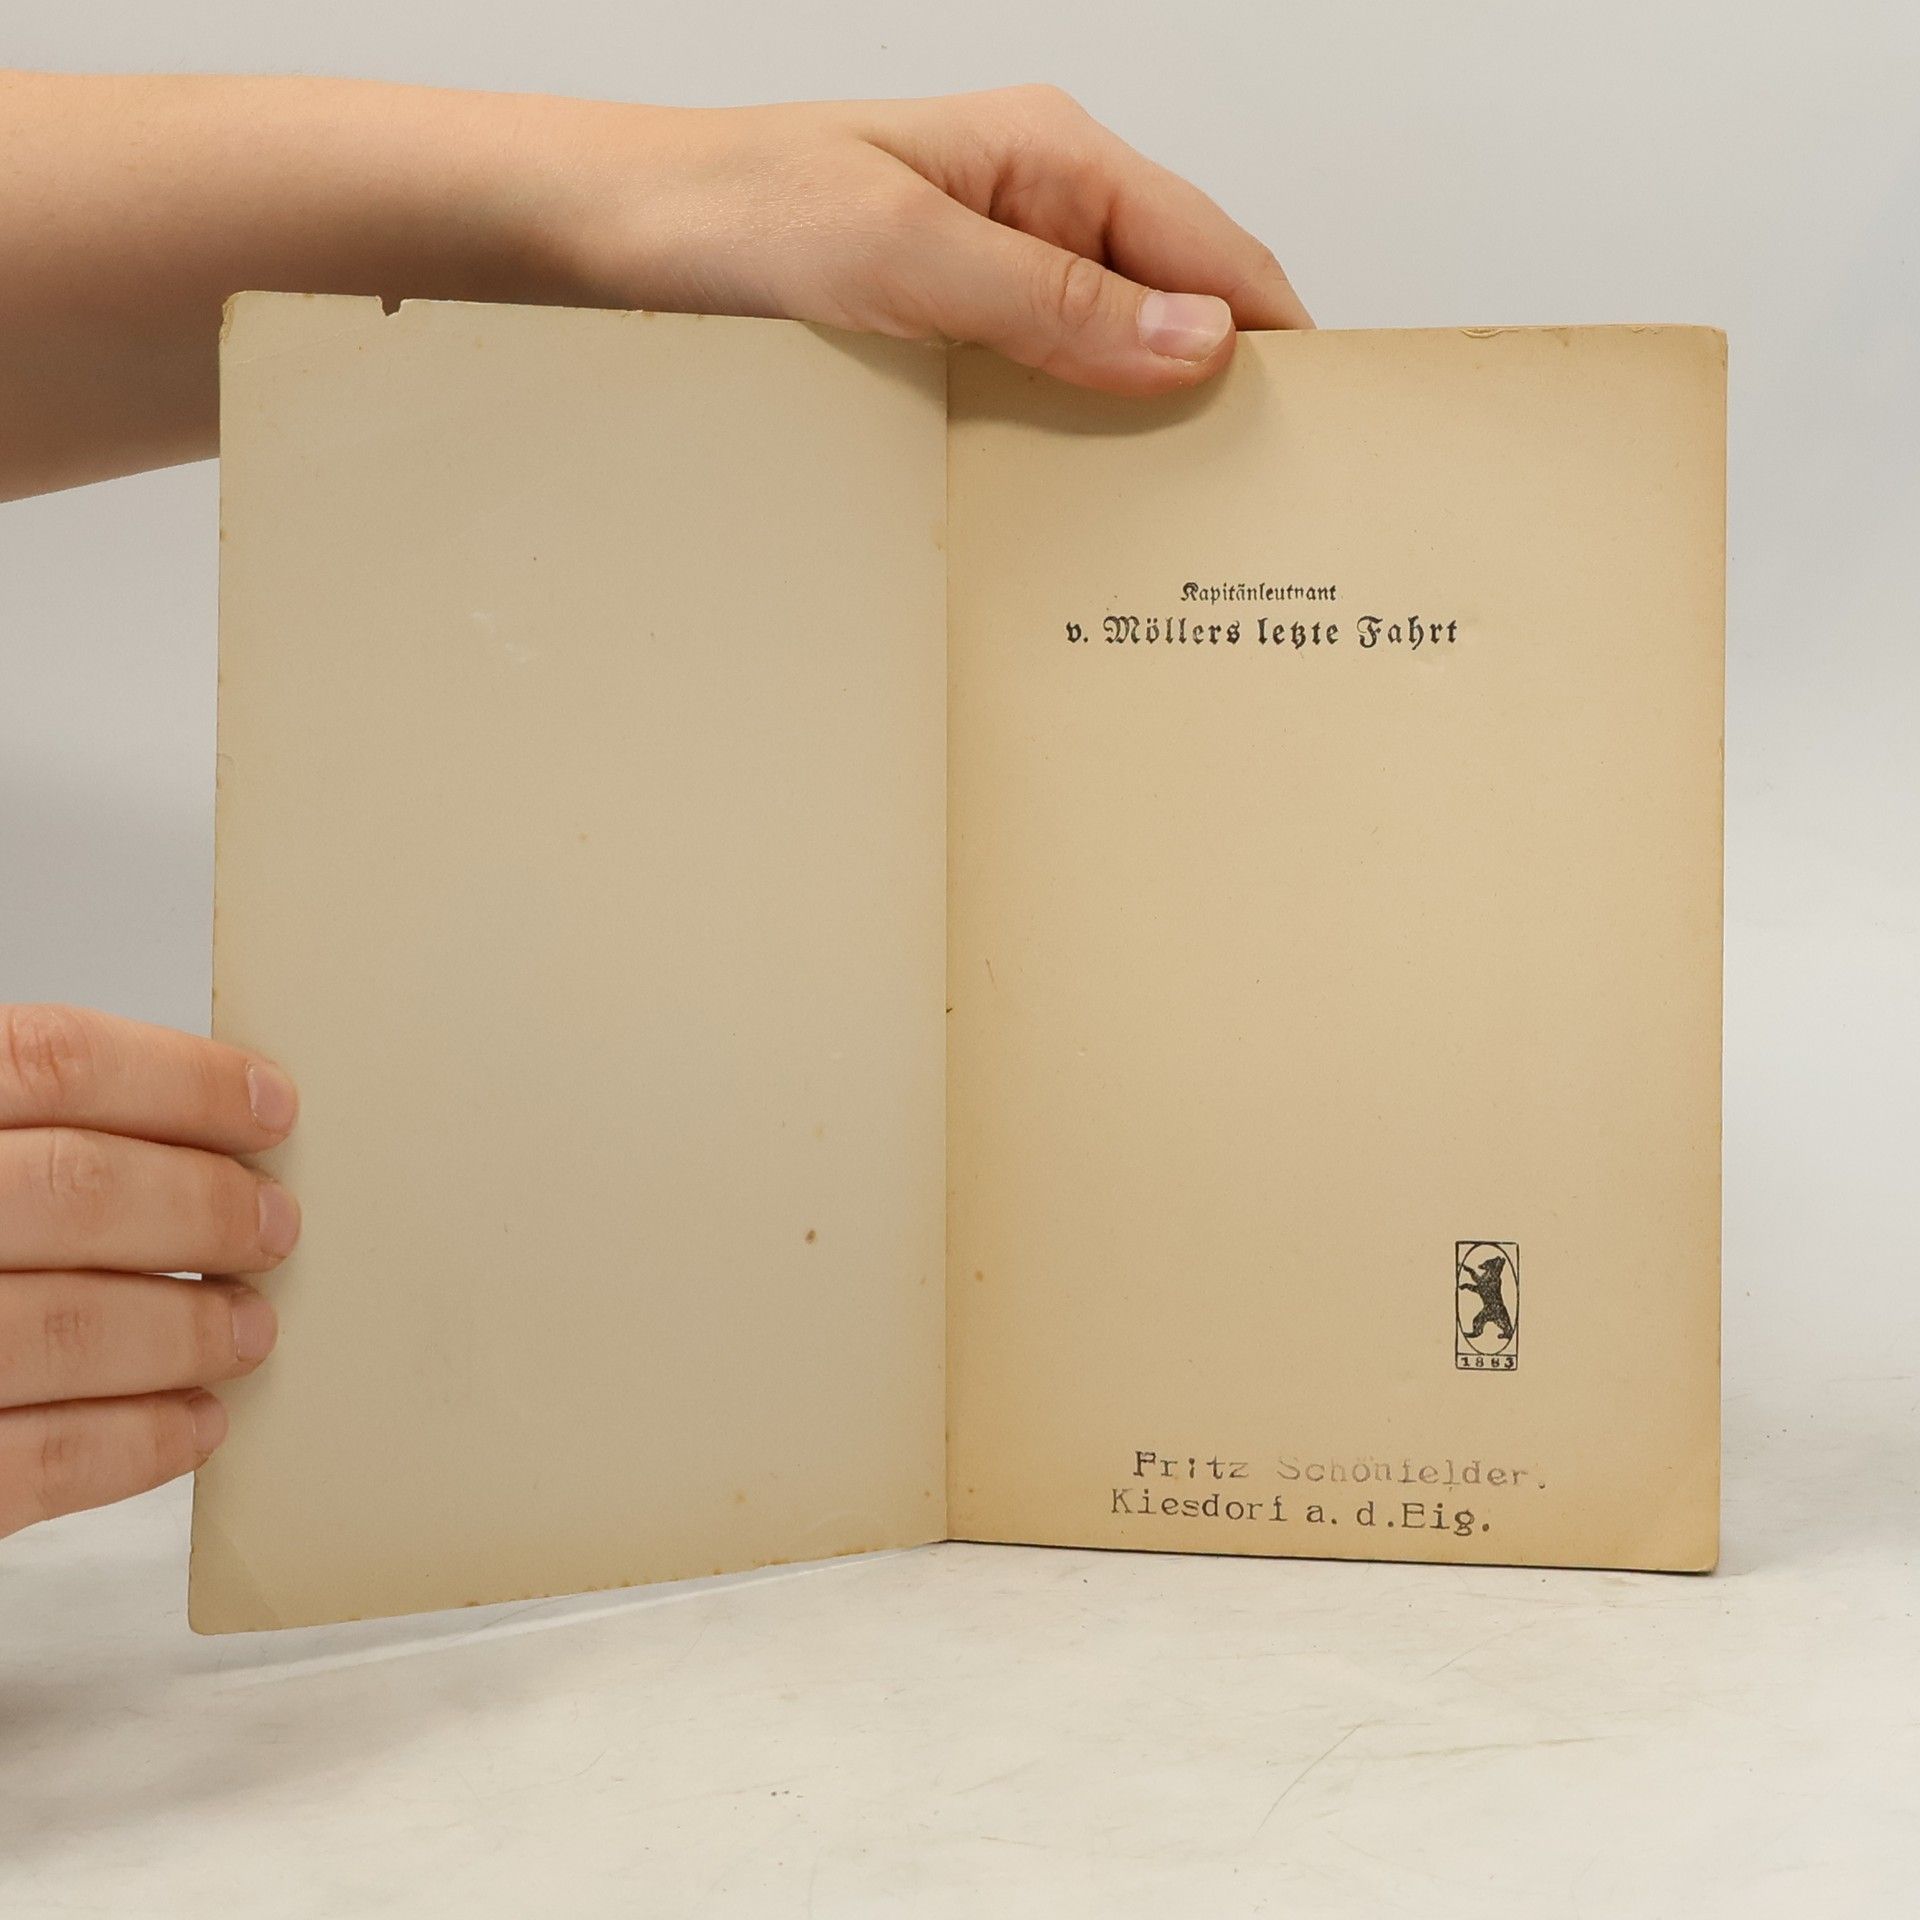 Kapitänleutnant
v. Möllers letzte Fahrt
1883
Fritz Schönfelder.
Kiesdorf a. d.Eig.